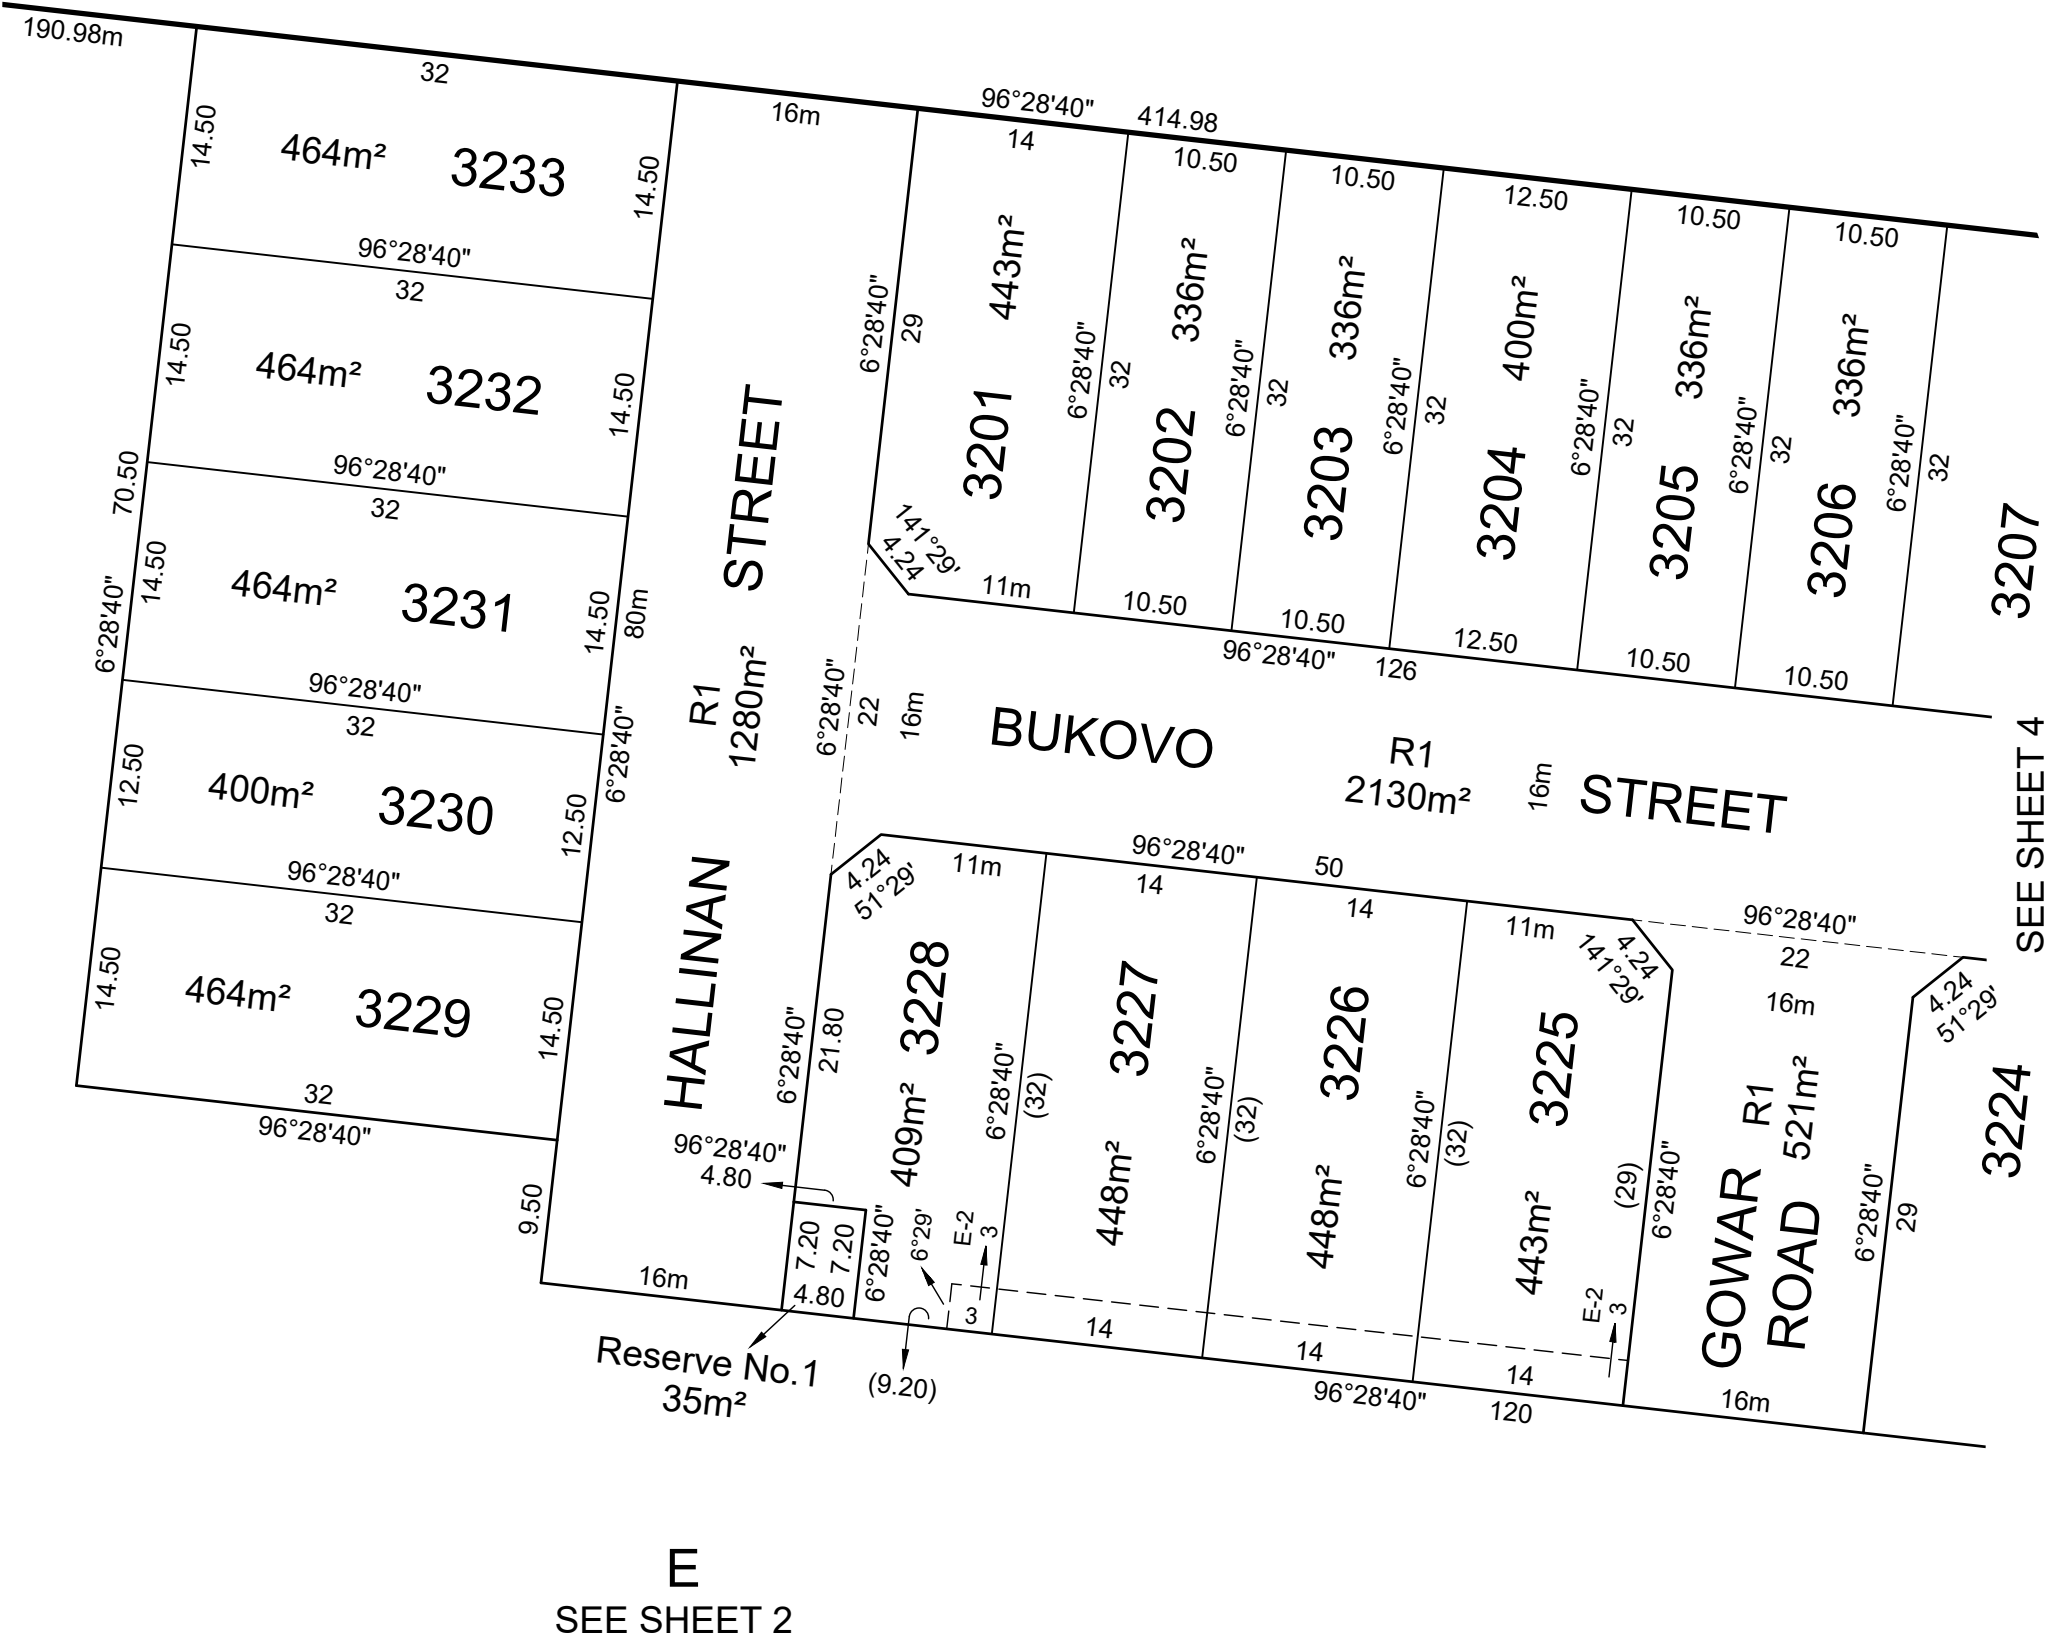 190.98m
32
16m
96°28'40"
414.98
14.50
464m²
3233
14.50
96°28'40"
32
14.50
464m²
3232
14.50
96°28'40"
32
70.50
6°28'40"
14.50
464m²
3231
14.50
80m
96°28'40"
32
12.50
400m²
3230
12.50
6°28'40"
96°28'40"
32
14.50
464m²
3229
14.50
32
96°28'40"
9.50
16m
HALLINAN STREET
R1
1280m²
6°28'40"
22
16m
14
443m²
3201
6°28'40"
29
141°29'
4.24
11m
10.50
336m²
3202
6°28'40"
32
10.50
10.50
336m²
3203
6°28'40"
32
10.50
12.50
400m²
3204
6°28'40"
32
12.50
10.50
336m²
3205
6°28'40"
32
10.50
10.50
336m²
3206
6°28'40"
32
10.50
6°28'40"
32
3207
96°28'40"
126
BUKOVO STREET
R1
2130m²
16m
SEE SHEET 4
96°28'40"
50
4.24
51°29'
11m
3228
409m²
6°28'40"
21.80
96°28'40"
4.80
7.20
7.20
4.80
6°28'40"
6°29'
E-2
3
3
(9.20)
Reserve No.1
35m²
14
3227
448m²
6°28'40"
(32)
14
14
3226
448m²
6°28'40"
(32)
14
11m
4.24
141°29'
3225
443m²
6°28'40"
(32)
14
(29)
6°28'40"
E-2
3
96°28'40"
120
96°28'40"
22
16m
R1
521m²
GOWAR
ROAD
16m
6°28'40"
29
4.24
51°29'
3224
E
SEE SHEET 2